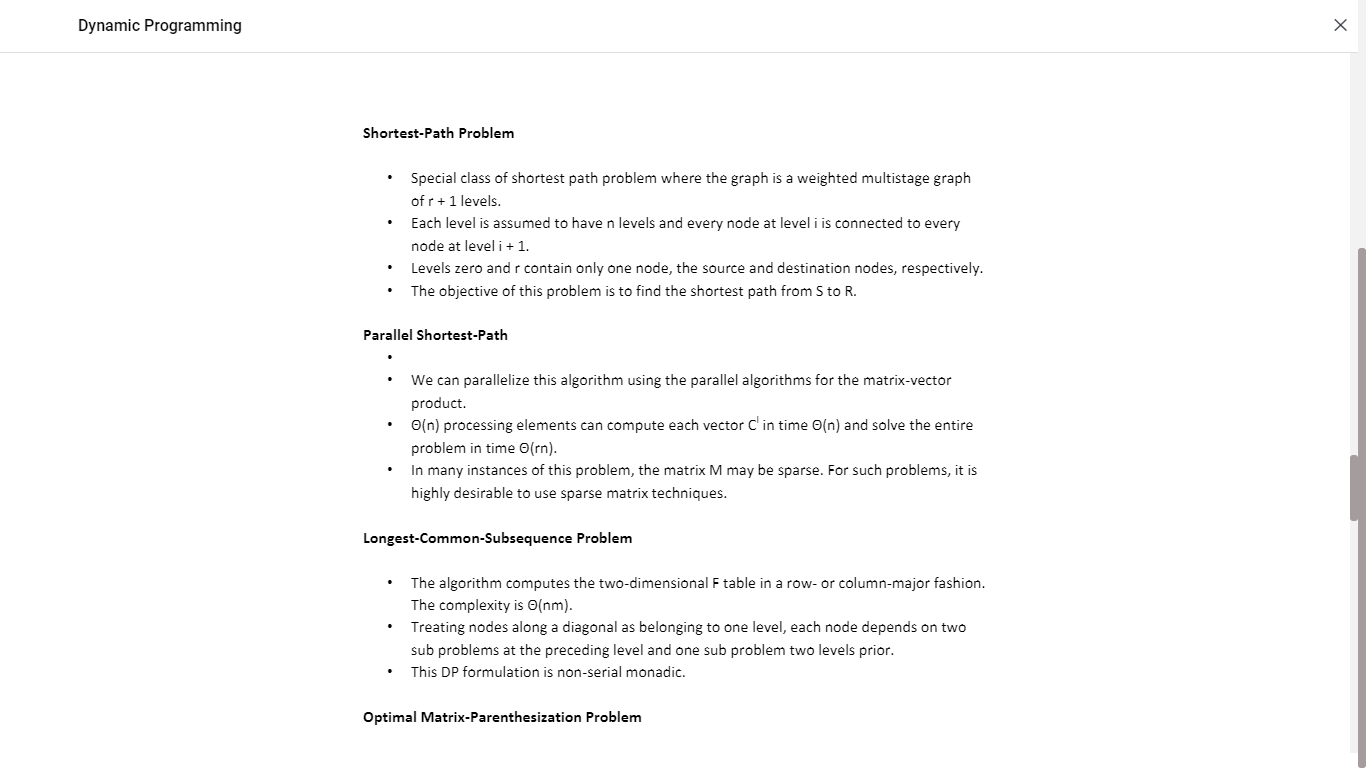 Dynamic Programming
Shortest-Path Problem
• Special class of shortest path problem where the graph is a weighted multistage graph
of r + 1 levels.
• Each level is assumed to have n levels and every node at level i is connected to every
node at level i + 1.
• Levels zero and r contain only one node, the source and destination nodes, respectively.
• The objective of this problem is to find the shortest path from S to R.
Parallel Shortest-Path
•
• We can parallelize this algorithm using the parallel algorithms for the matrix-vector
product.
• Θ(n) processing elements can compute each vector Cˡ in time Θ(n) and solve the entire
problem in time Θ(rn).
• In many instances of this problem, the matrix M may be sparse. For such problems, it is
highly desirable to use sparse matrix techniques.
Longest-Common-Subsequence Problem
• The algorithm computes the two-dimensional F table in a row- or column-major fashion.
The complexity is Θ(nm).
• Treating nodes along a diagonal as belonging to one level, each node depends on two
sub problems at the preceding level and one sub problem two levels prior.
• This DP formulation is non-serial monadic.
Optimal Matrix-Parenthesization Problem